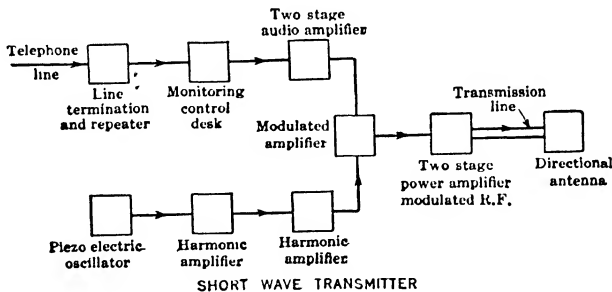 Two stage
audio amplifier
Telephone
line
Line
termination
and repeater
Monitoring
control
desk
Modulated
amplifier
Transmission
line
Two stage
power amplifier
modulated R.F.
Directional
antenna
Piezo electric-
oscillator
Harmonic
amplifier
Harmonic
amplifier
SHORT WAVE TRANSMITTER